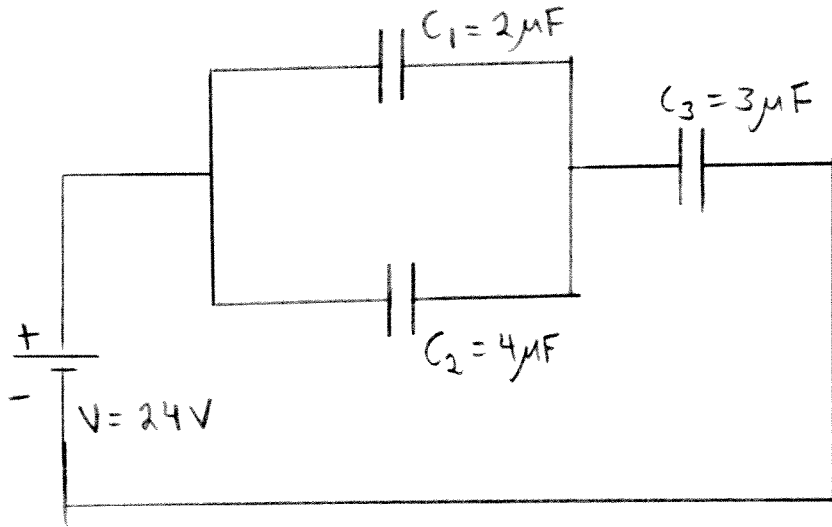 C₁ = 2μF
C₃ = 3μF
C₂ = 4μF
+
-
V = 24V